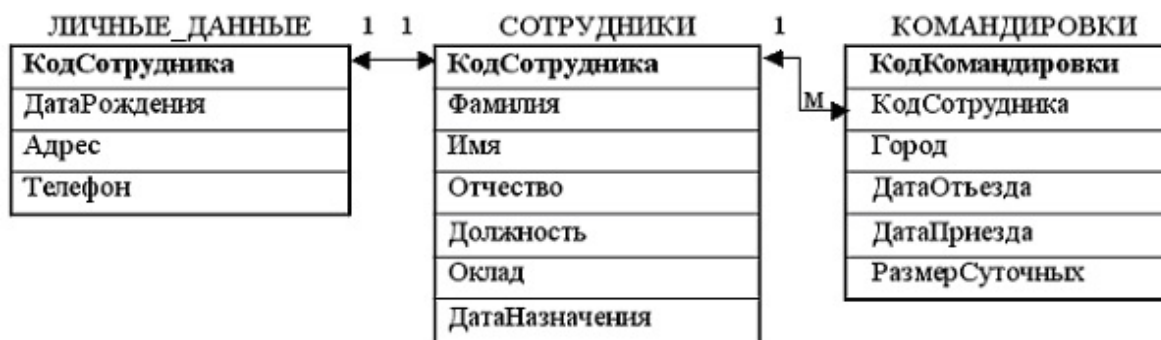 ЛИЧНЫЕ_ДАННЫЕ 1 1 СОТРУДНИКИ 1 КОМАНДИРОВКИ
КодСотрудника КодСотрудника КодКомандировки
ДатаРождения Фамилия М КодСотрудника
Адрес Имя Город
Телефон Отчество ДатаОтъезда
Должность ДатаПриезда
Оклад РазмерСуточных
ДатаНазначения